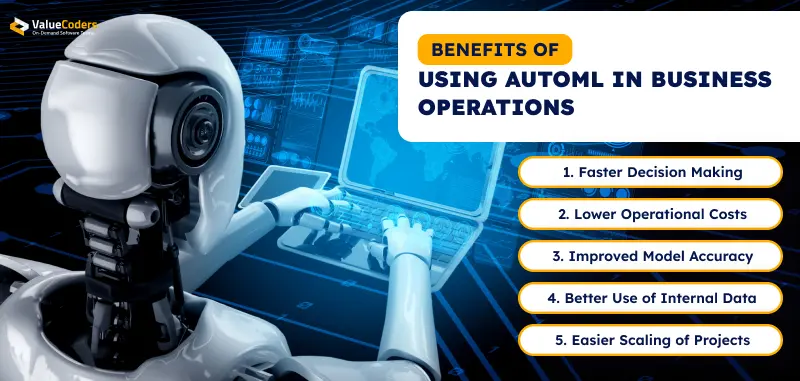 ValueCoders
On-Demand Software Teams
BENEFITS OF
USING AUTOML IN BUSINESS
OPERATIONS
1. Faster Decision Making
2. Lower Operational Costs
3. Improved Model Accuracy
4. Better Use of Internal Data
5. Easier Scaling of Projects